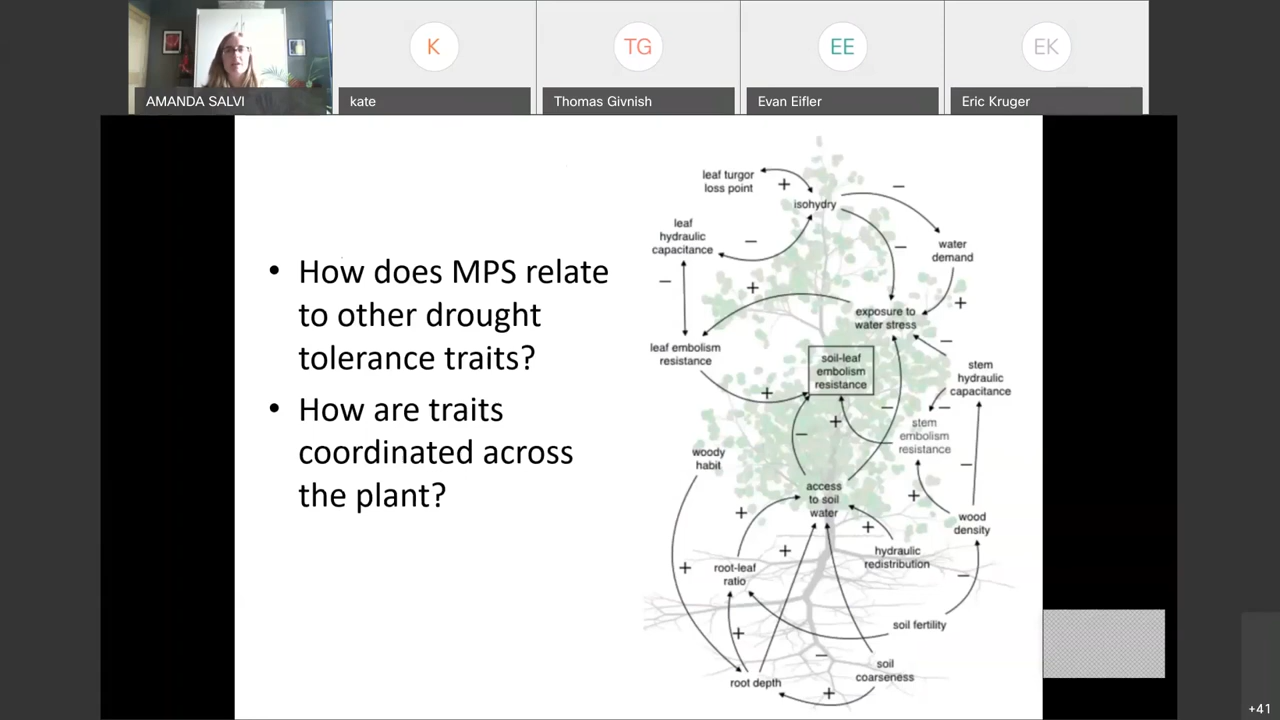 K
TG
EE
EK
AMANDA SALVI
kate
Thomas Givnish
Evan Eifler
Eric Kruger
• How does MPS relate
to other drought
tolerance traits?
• How are traits
coordinated across
the plant?
leaf turgor
loss point
+
isohydry
−
leaf
hydraulic
capacitance
−
−
water
demand
−
+
+
exposure to
water stress
leaf embolism
resistance
−
soil-leaf
embolism
resistance
stem
hydraulic
capacitance
+
−
−
+
stem
embolism
resistance
−
woody
habit
−
access
to soil
water
+
+
+
wood
density
+
hydraulic
redistribution
+
root-leaf
ratio
−
soil fertility
+
−
soil
coarseness
root depth
+
+41